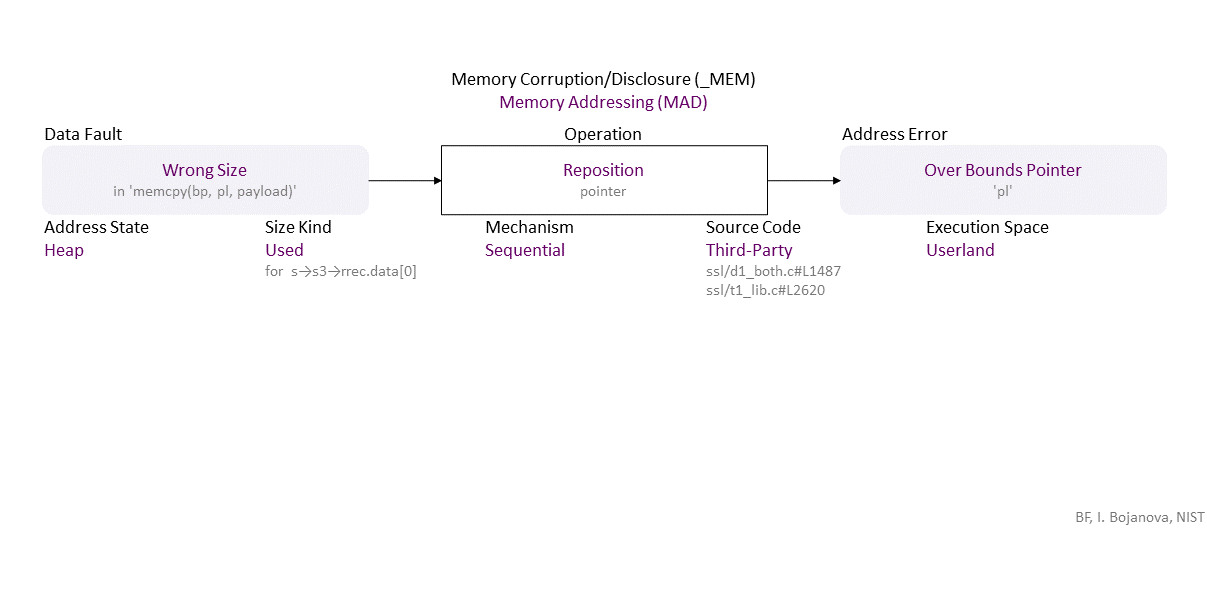 Memory Corruption/Disclosure (_MEM)
Memory Addressing (MAD)
Data Fault
Operation
Address Error
Wrong Size
in 'memcpy(bp, pl, payload)'
Reposition
pointer
Over Bounds Pointer
'pl'
Address State
Heap
Size Kind
Used
for s→s3→rrec.data[0]
Mechanism
Sequential
Source Code
Third-Party
ssl/d1_both.c#L1487
ssl/t1_lib.c#L2620
Execution Space
Userland
BF, I. Bojanova, NIST